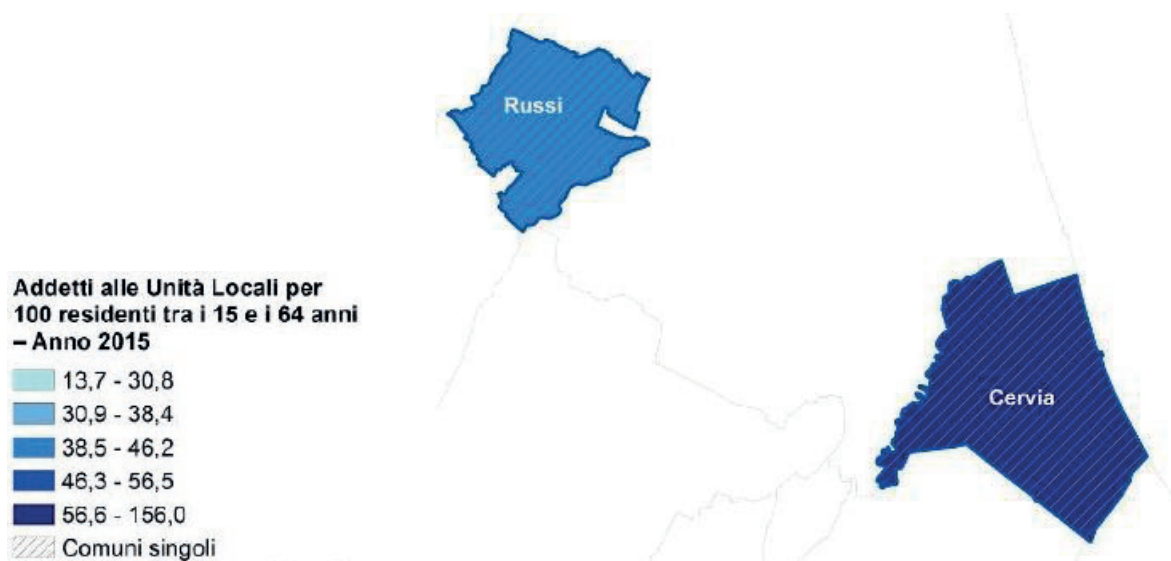 Russi
Cervia
Addetti alle Unità Locali per
100 residenti tra i 15 e i 64 anni
– Anno 2015
13,7 - 30,8
30,9 - 38,4
38,5 - 46,2
46,3 - 56,5
56,6 - 156,0
Comuni singoli